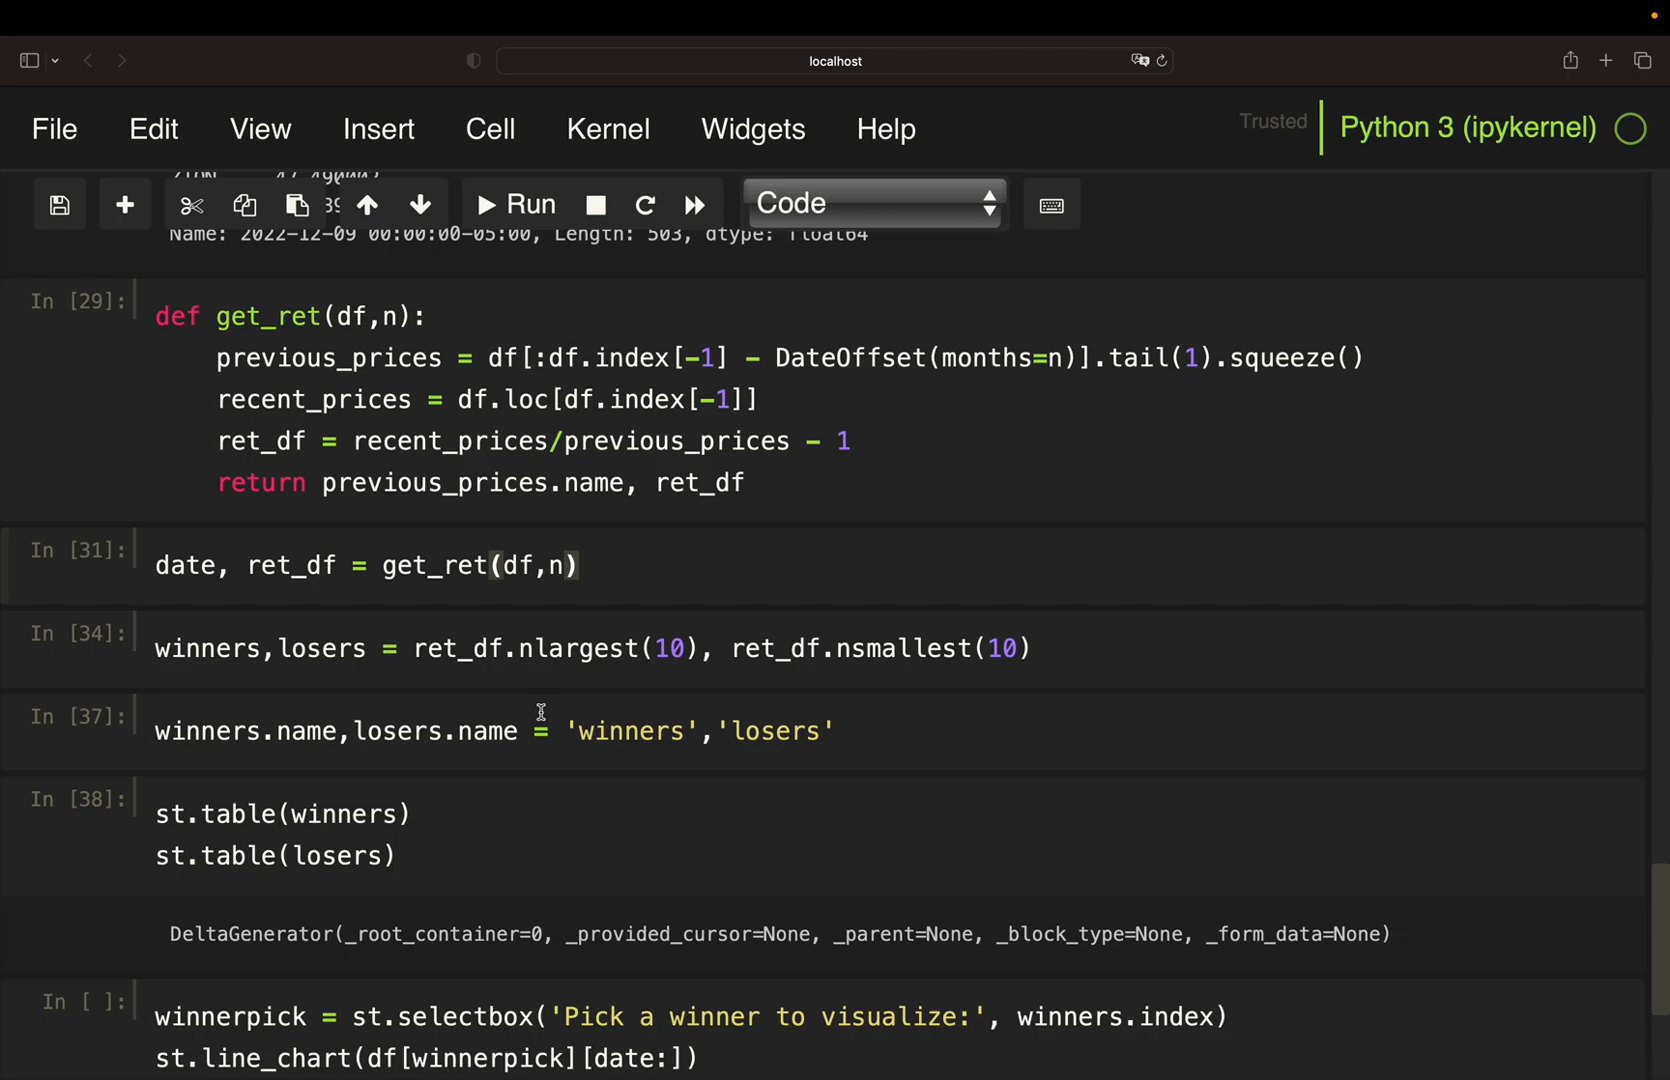 localhost
File Edit View Insert Cell Kernel Widgets Help
Trusted
Python 3 (ipykernel)
Run
Code
Name: 2022-12-09 00:00:00-05:00, Length: 503, dtype: float64
In [29]:
def get_ret(df,n):
    previous_prices = df[:df.index[-1] - DateOffset(months=n)].tail(1).squeeze()
    recent_prices = df.loc[df.index[-1]]
    ret_df = recent_prices/previous_prices - 1
    return previous_prices.name, ret_df
In [31]:
date, ret_df = get_ret(df,n)
In [34]:
winners,losers = ret_df.nlargest(10), ret_df.nsmallest(10)
In [37]:
winners.name,losers.name = 'winners','losers'
In [38]:
st.table(winners)
st.table(losers)
DeltaGenerator(_root_container=0, _provided_cursor=None, _parent=None, _block_type=None, _form_data=None)
In [ ]:
winnerpick = st.selectbox('Pick a winner to visualize:', winners.index)
st.line_chart(df[winnerpick][date:])